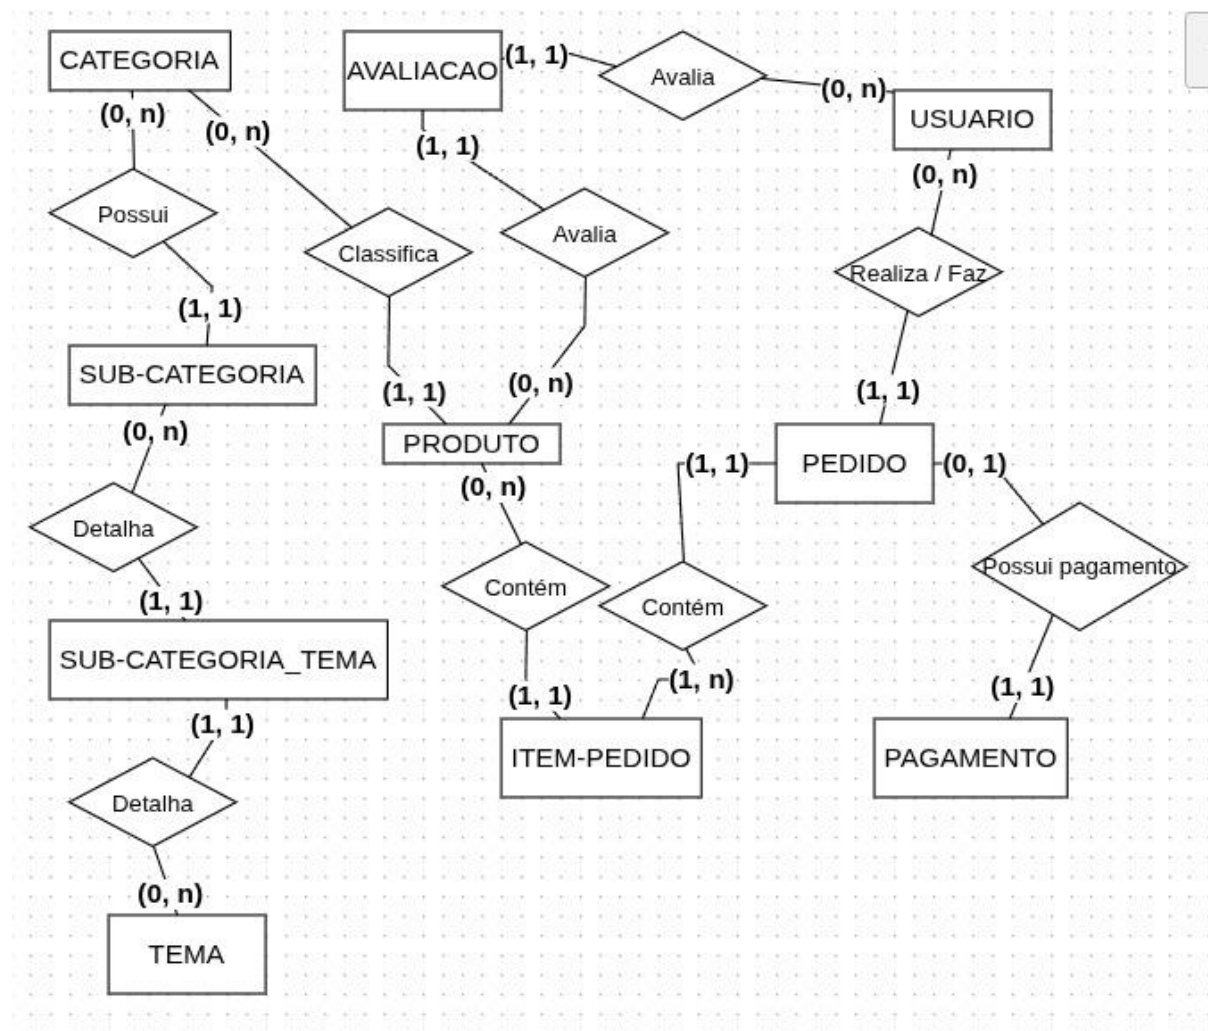 CATEGORIA
AVALIACAO
(1, 1)
Avalia
(0, n)
USUARIO
(0, n)
(0, n)
(1, 1)
(0, n)
Possui
Classifica
Avalia
Realiza / Faz
(1, 1)
SUB-CATEGORIA
(1, 1)
(0, n)
(1, 1)
(0, n)
PRODUTO
(1, 1)
PEDIDO
(0, 1)
(0, n)
Detalha
Contém
Contém
Possui pagamento
(1, 1)
SUB-CATEGORIA_TEMA
(1, 1)
(1, n)
(1, 1)
(1, 1)
ITEM-PEDIDO
PAGAMENTO
Detalha
(0, n)
TEMA